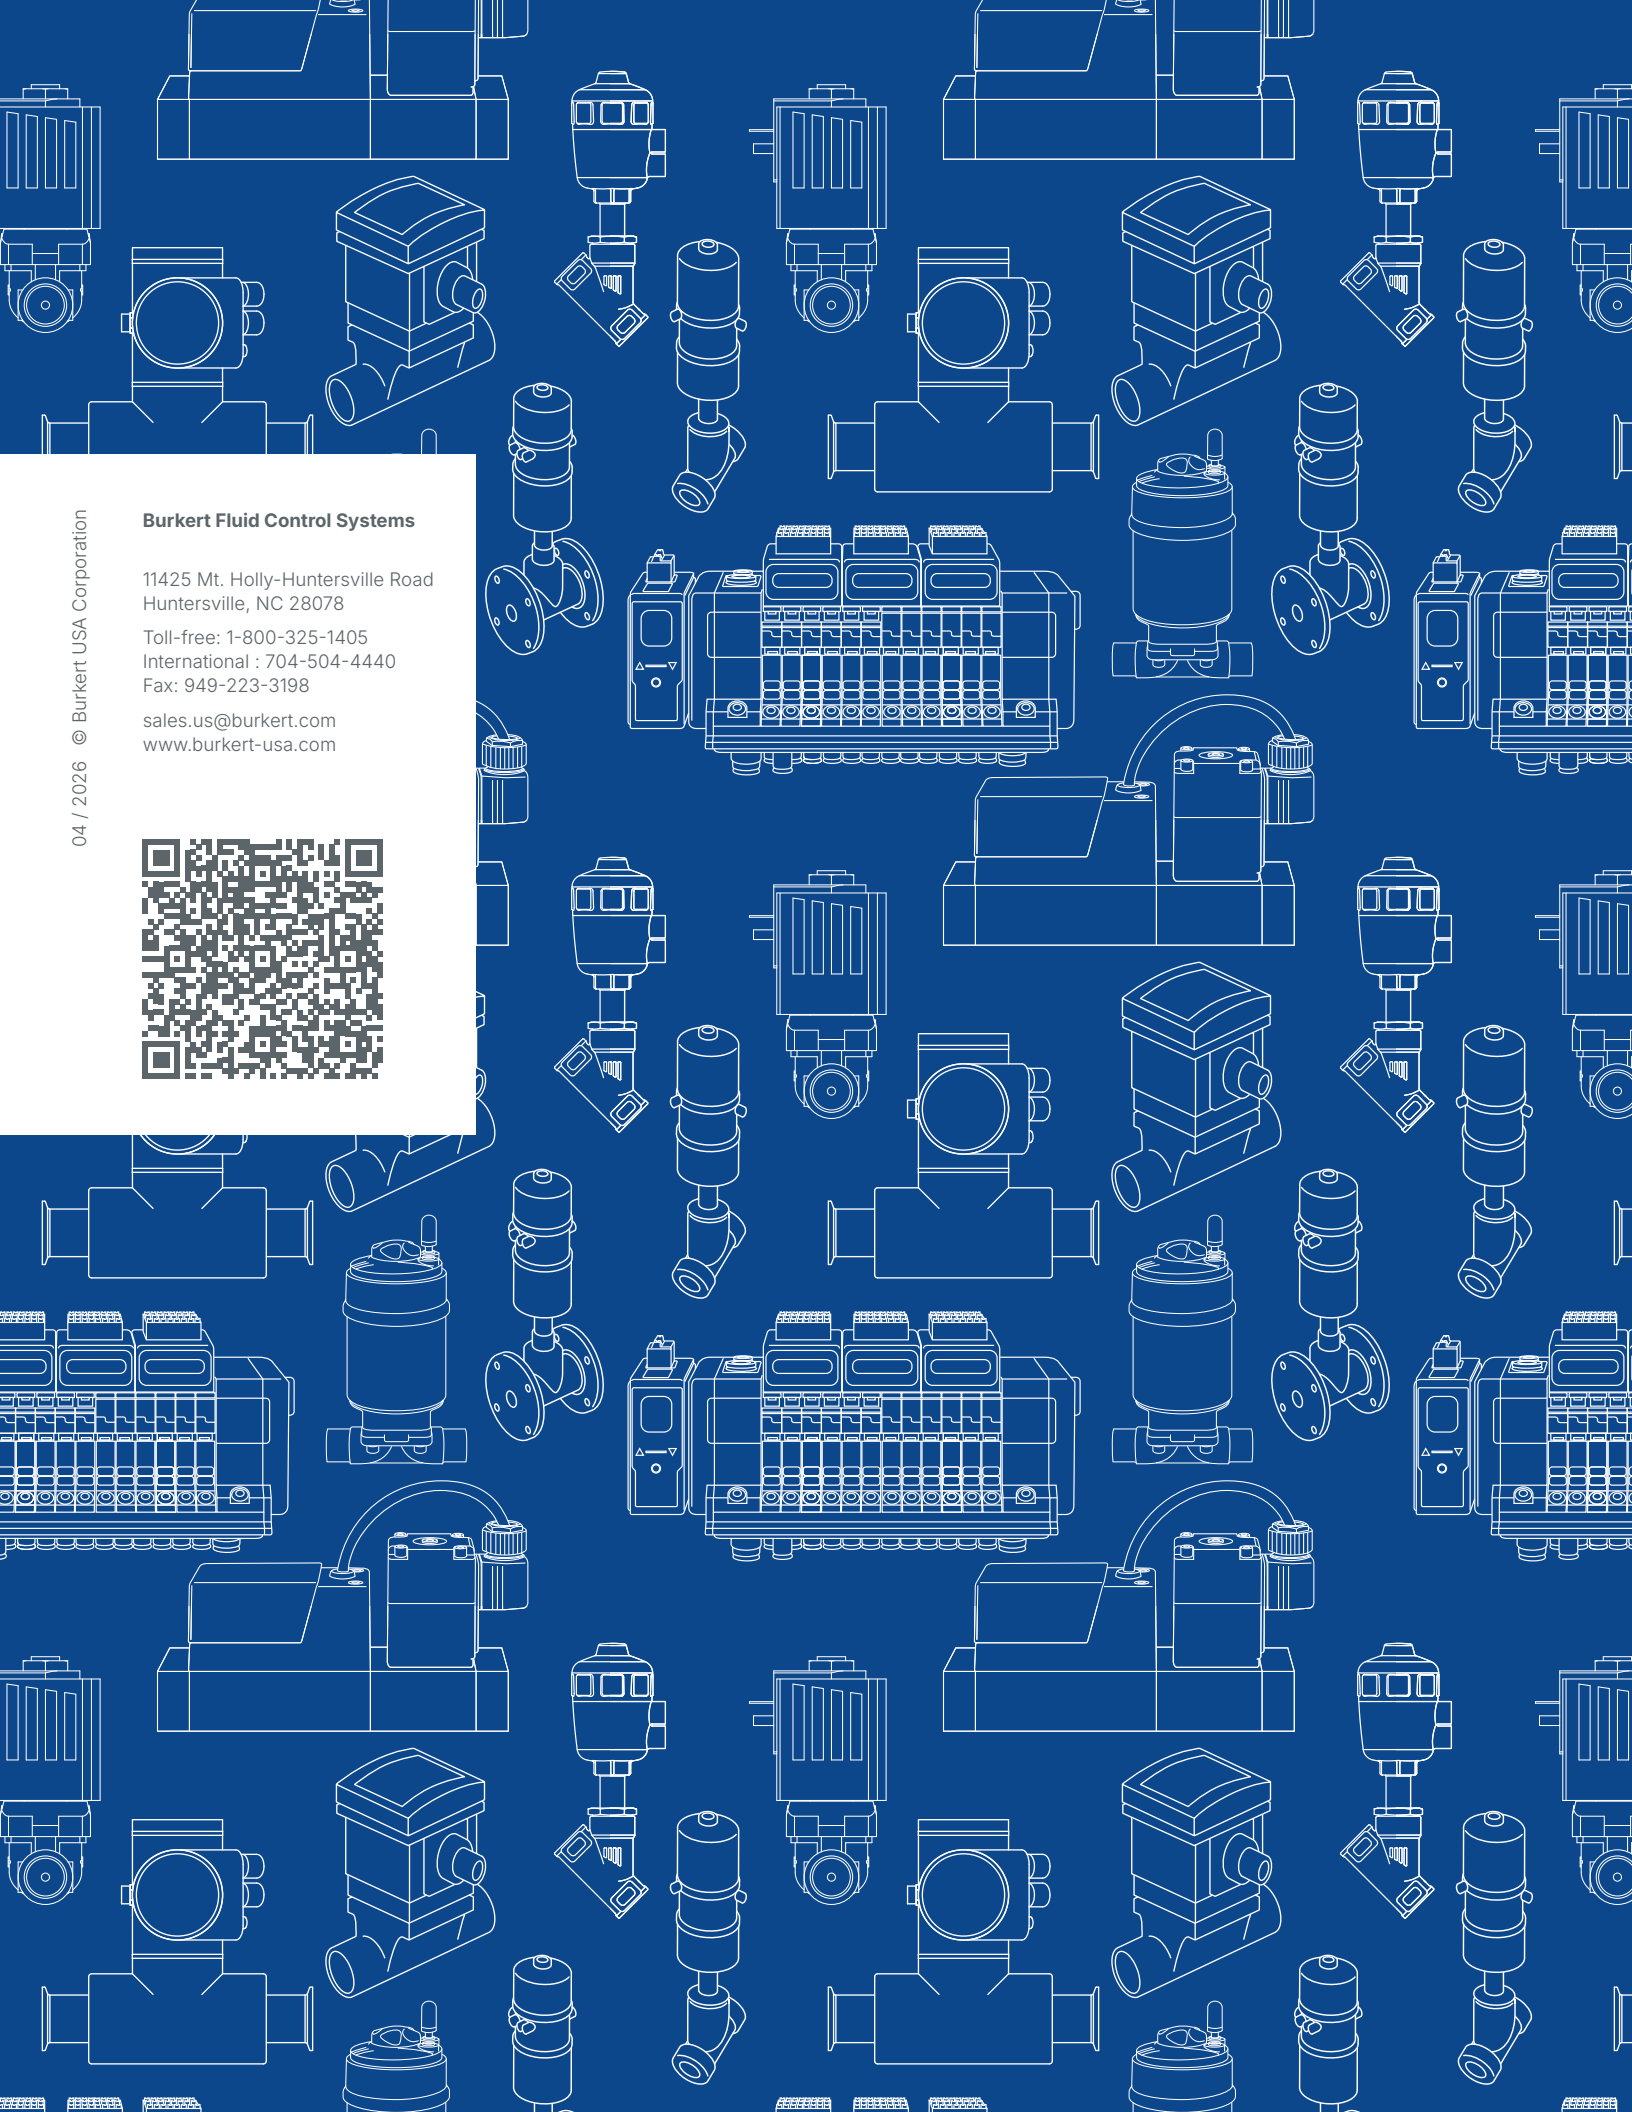 04 / 2026 © Burkert USA Corporation
Burkert Fluid Control Systems
11425 Mt. Holly-Huntersville Road
Huntersville, NC 28078
Toll-free: 1-800-325-1405
International : 704-504-4440
Fax: 949-223-3198
sales.us@burkert.com
www.burkert-usa.com